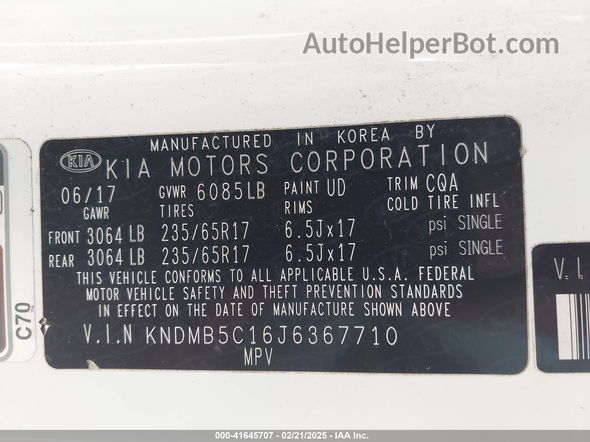 AutoHelperBot.com
MANUFACTURED IN KOREA BY
KIA KIA MOTORS CORPORATION
06/17 GVWR 6085LB PAINT UD TRIM CQA
GAWR TIRES RIMS COLD TIRE INFL
FRONT 3064 LB 235/65R17 6.5Jx17 psi SINGLE
REAR 3064 LB 235/65R17 6.5Jx17 psi SINGLE
THIS VEHICLE CONFORMS TO ALL APPLICABLE U.S.A. FEDERAL
MOTOR VEHICLE SAFETY AND THEFT PREVENTION STANDARDS
IN EFFECT ON THE DATE OF MANUFACTURE SHOWN ABOVE.
V.I.N KNDMB5C16J6367710
MPV
C70
V.I.
000-41645707 - 02/21/2025 - IAA Inc.